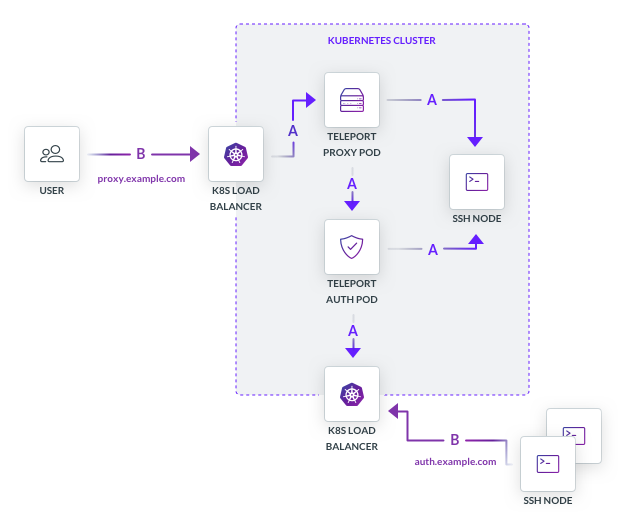 KUBERNETES CLUSTER
A
A
TELEPORT
PROXY POD
B
proxy.example.com
USER
K8S LOAD
BALANCER
A
SSH NODE
A
TELEPORT
AUTH POD
A
K8S LOAD
BALANCER
B
auth.example.com
SSH NODE